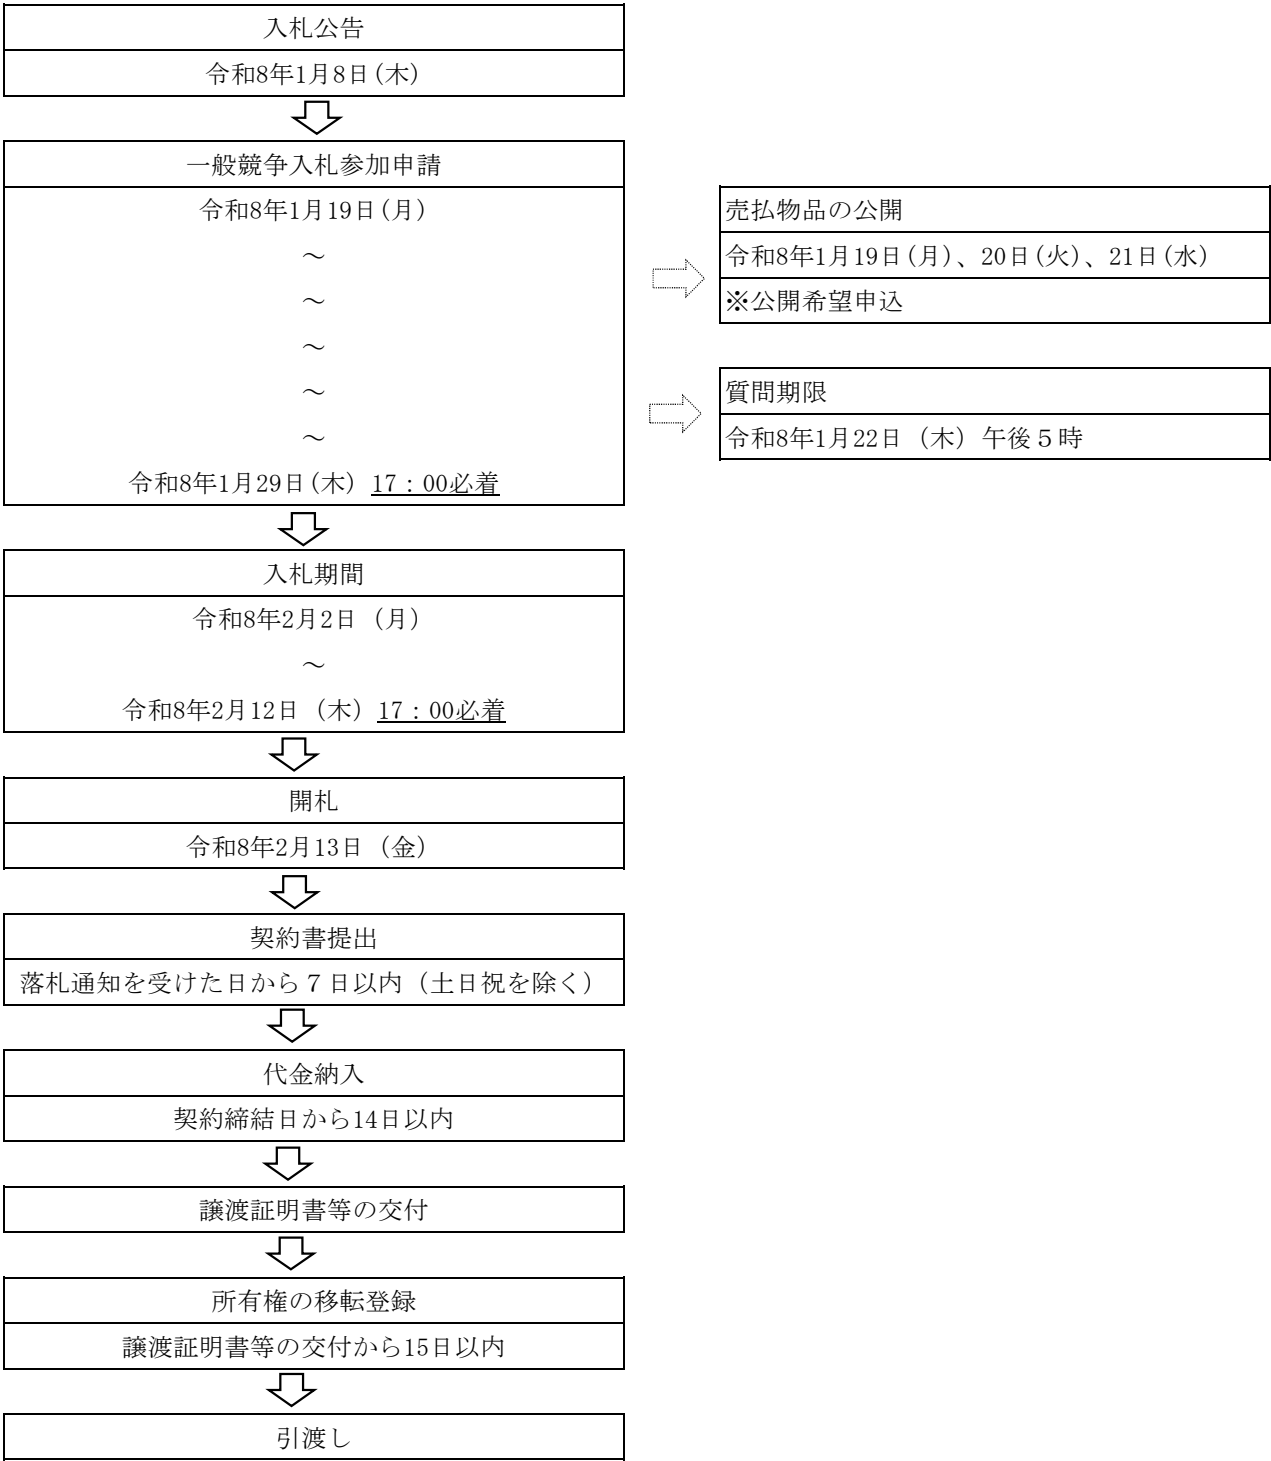 入札公告
令和8年1月8日(木)
一般競争入札参加申請
令和8年1月19日(月)
～
～
～
～
～
令和8年1月29日(木) 17：00必着
売払物品の公開
令和8年1月19日(月)、20日(火)、21日(水)
※公開希望申込
質問期限
令和8年1月22日（木）午後５時
入札期間
令和8年2月2日（月）
～
令和8年2月12日（木）17：00必着
開札
令和8年2月13日（金）
契約書提出
落札通知を受けた日から７日以内（土日祝を除く）
代金納入
契約締結日から14日以内
譲渡証明書等の交付
所有権の移転登録
譲渡証明書等の交付から15日以内
引渡し